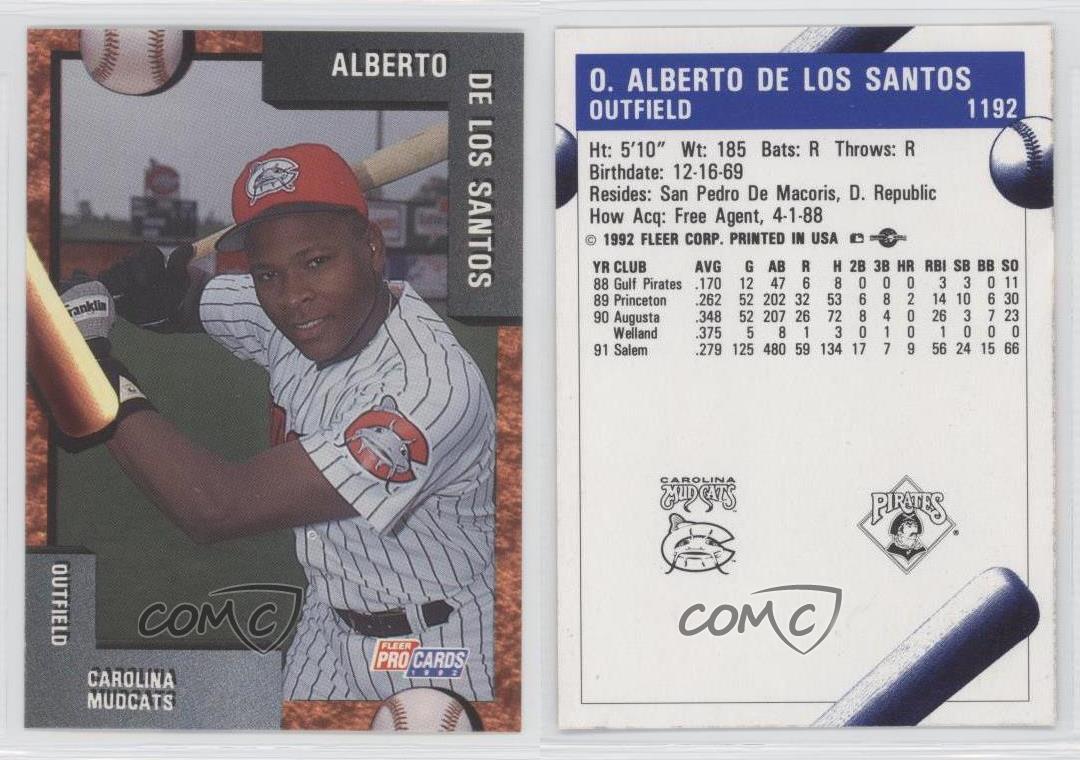 ALBERTO
DE LOS SANTOS
Franklin
OUTFIELD
CAROLINA
MUDCATS
FLEER
PRO CARDS
1992
COMC
O. ALBERTO DE LOS SANTOS
OUTFIELD 1192
Ht: 5'10" Wt: 185 Bats: R Throws: R
Birthdate: 12-16-69
Resides: San Pedro De Macoris, D. Republic
How Acq: Free Agent, 4-1-88
© 1992 FLEER CORP. PRINTED IN USA
YR CLUB AVG G AB R H 2B 3B HR RBI SB BB SO
88 Gulf Pirates .170 12 47 6 8 0 0 0 3 3 0 11
89 Princeton .262 52 202 32 53 6 8 2 14 10 6 30
90 Augusta .348 52 207 26 72 8 4 0 26 3 7 23
Welland .375 5 8 1 3 0 1 0 1 0 0 0
91 Salem .279 125 480 59 134 17 7 9 56 24 15 66
CAROLINA
MUDCATS
PIRATES
COMC